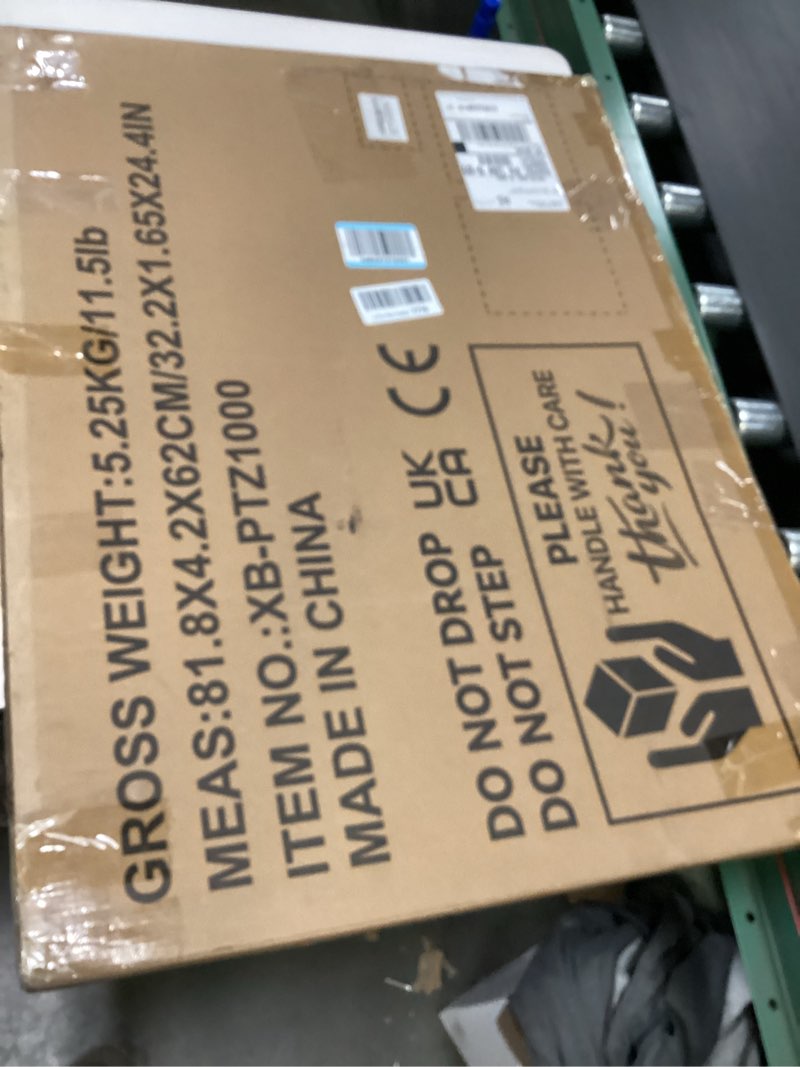 GROSS WEIGHT:5.25KG/11.5lb
MEAS:81.8X4.2X62CM/32.2X1.65X24.4IN
ITEM NO.:XB-PTZ1000
MADE IN CHINA
DO NOT DROP
DO NOT STEP
UK
CA
CE
PLEASE
HANDLE WITH CARE
thank
you!